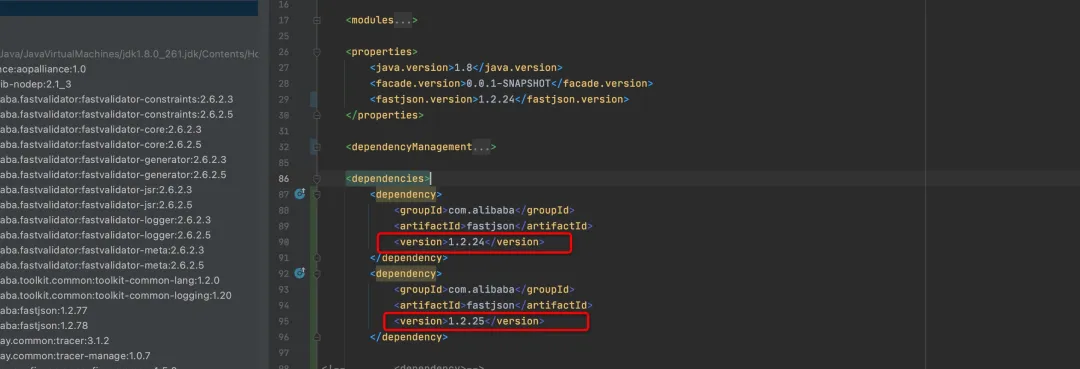 Java/JavaVirtualMachines/jdk1.8.0_261.jdk/Contents/Ho
nce:aopalliance:1.0
ib-nodep:2.1_3
aba.fastvalidator:fastvalidator-constraints:2.6.2.3
aba.fastvalidator:fastvalidator-constraints:2.6.2.5
aba.fastvalidator:fastvalidator-core:2.6.2.3
aba.fastvalidator:fastvalidator-core:2.6.2.5
aba.fastvalidator:fastvalidator-generator:2.6.2.3
aba.fastvalidator:fastvalidator-generator:2.6.2.5
aba.fastvalidator:fastvalidator-jsr:2.6.2.3
aba.fastvalidator:fastvalidator-jsr:2.6.2.5
aba.fastvalidator:fastvalidator-logger:2.6.2.3
aba.fastvalidator:fastvalidator-logger:2.6.2.5
aba.fastvalidator:fastvalidator-meta:2.6.2.3
aba.fastvalidator:fastvalidator-meta:2.6.2.5
aba.toolkit.common:toolkit-common-lang:1.2.0
aba.toolkit.common:toolkit-common-logging:1.20
aba:fastjson:1.2.77
aba:fastjson:1.2.78
ay.common:tracer:3.1.2
ay.common:tracer-manage:1.0.7
16
17 <modules...>
25
26 <properties>
27 <java.version>1.8</java.version>
28 <facade.version>0.0.1-SNAPSHOT</facade.version>
29 <fastjson.version>1.2.24</fastjson.version>
30 </properties>
31
32 <dependencyManagement...>
85
86 <dependencies>
87 <dependency>
88 <groupId>com.alibaba</groupId>
89 <artifactId>fastjson</artifactId>
90 <version>1.2.24</version>
91 </dependency>
92 <dependency>
93 <groupId>com.alibaba</groupId>
94 <artifactId>fastjson</artifactId>
95 <version>1.2.25</version>
96 </dependency>
97
98 <!-- <dependency>-->